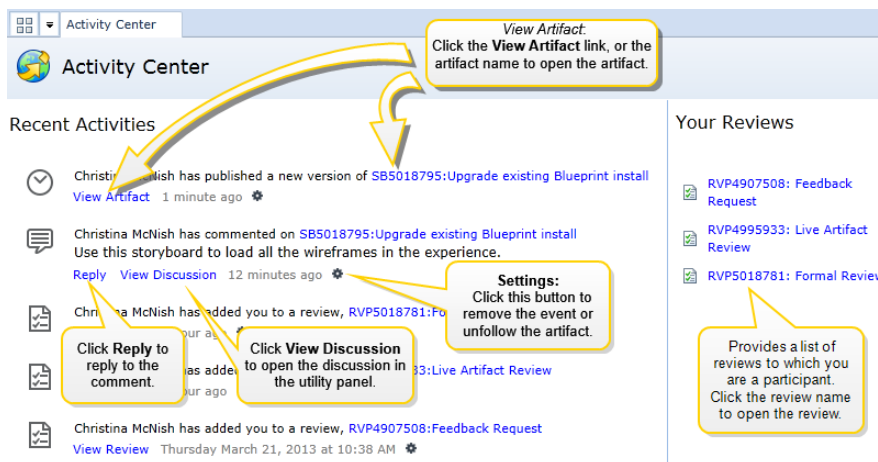 Activity Center
View Artifact:
Click the View Artifact link, or the
artifact name to open the artifact.
Activity Center
Recent Activities
Christina McNish has published a new version of SB5018795:Upgrade existing Blueprint install
View Artifact 1 minute ago
Christina McNish has commented on SB5018795:Upgrade existing Blueprint install
Use this storyboard to load all the wireframes in the experience.
Reply View Discussion 12 minutes ago
Settings:
Click this button to
remove the event or
unfollow the artifact.
Christina McNish has added you to a review, RVP5018781:Fo
our ago
Click Reply to
reply to the
comment.
Click View Discussion
to open the discussion in
the utility panel.
has added 33:Live Artifact Review
our ago
Christina McNish has added you to a review, RVP4907508:Feedback Request
View Review Thursday March 21, 2013 at 10:38 AM
Your Reviews
RVP4907508: Feedback
Request
RVP4995933: Live Artifact
Review
RVP5018781: Formal Review
Provides a list of
reviews to which you
are a participant.
Click the review name
to open the review.